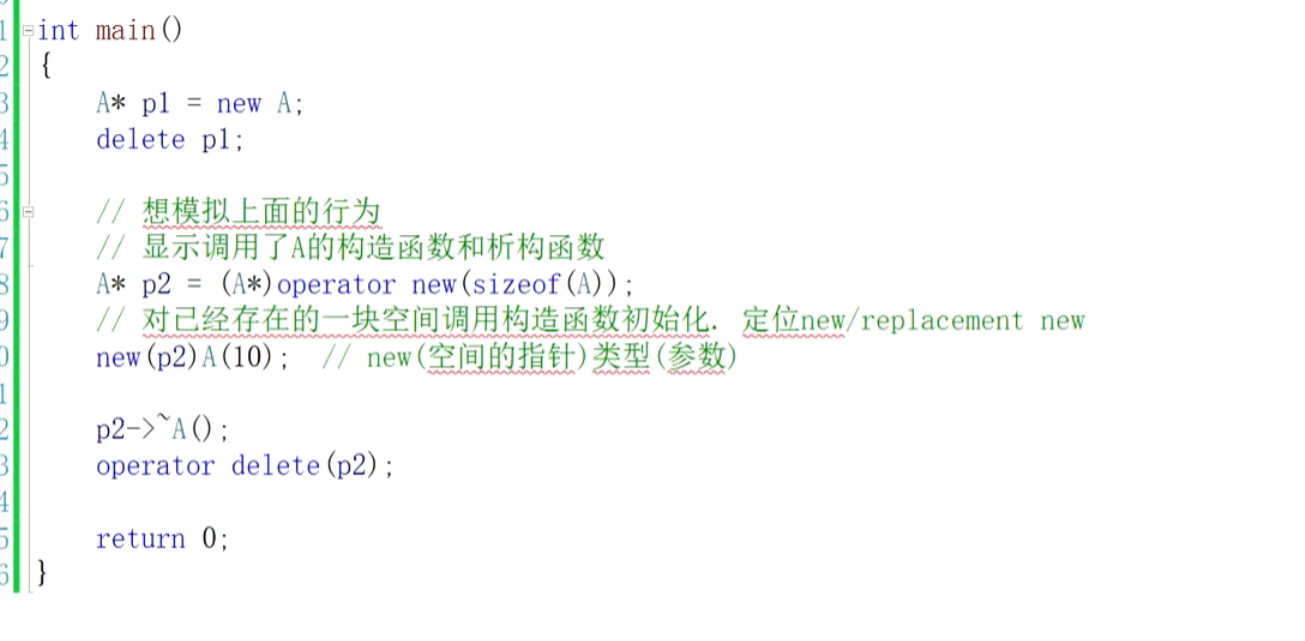 1 int main()
2 {
3 A* p1 = new A;
4 delete p1;
5
6 // 想模拟上面的行为
7 // 显示调用了A的构造函数和析构函数
8 A* p2 = (A*)operator new(sizeof(A));
9 // 对已经存在的一块空间调用构造函数初始化. 定位new/replacement new
0 new(p2)A(10); // new(空间的指针)类型(参数)
1
2 p2->~A();
3 operator delete(p2);
4
5 return 0;
6 }